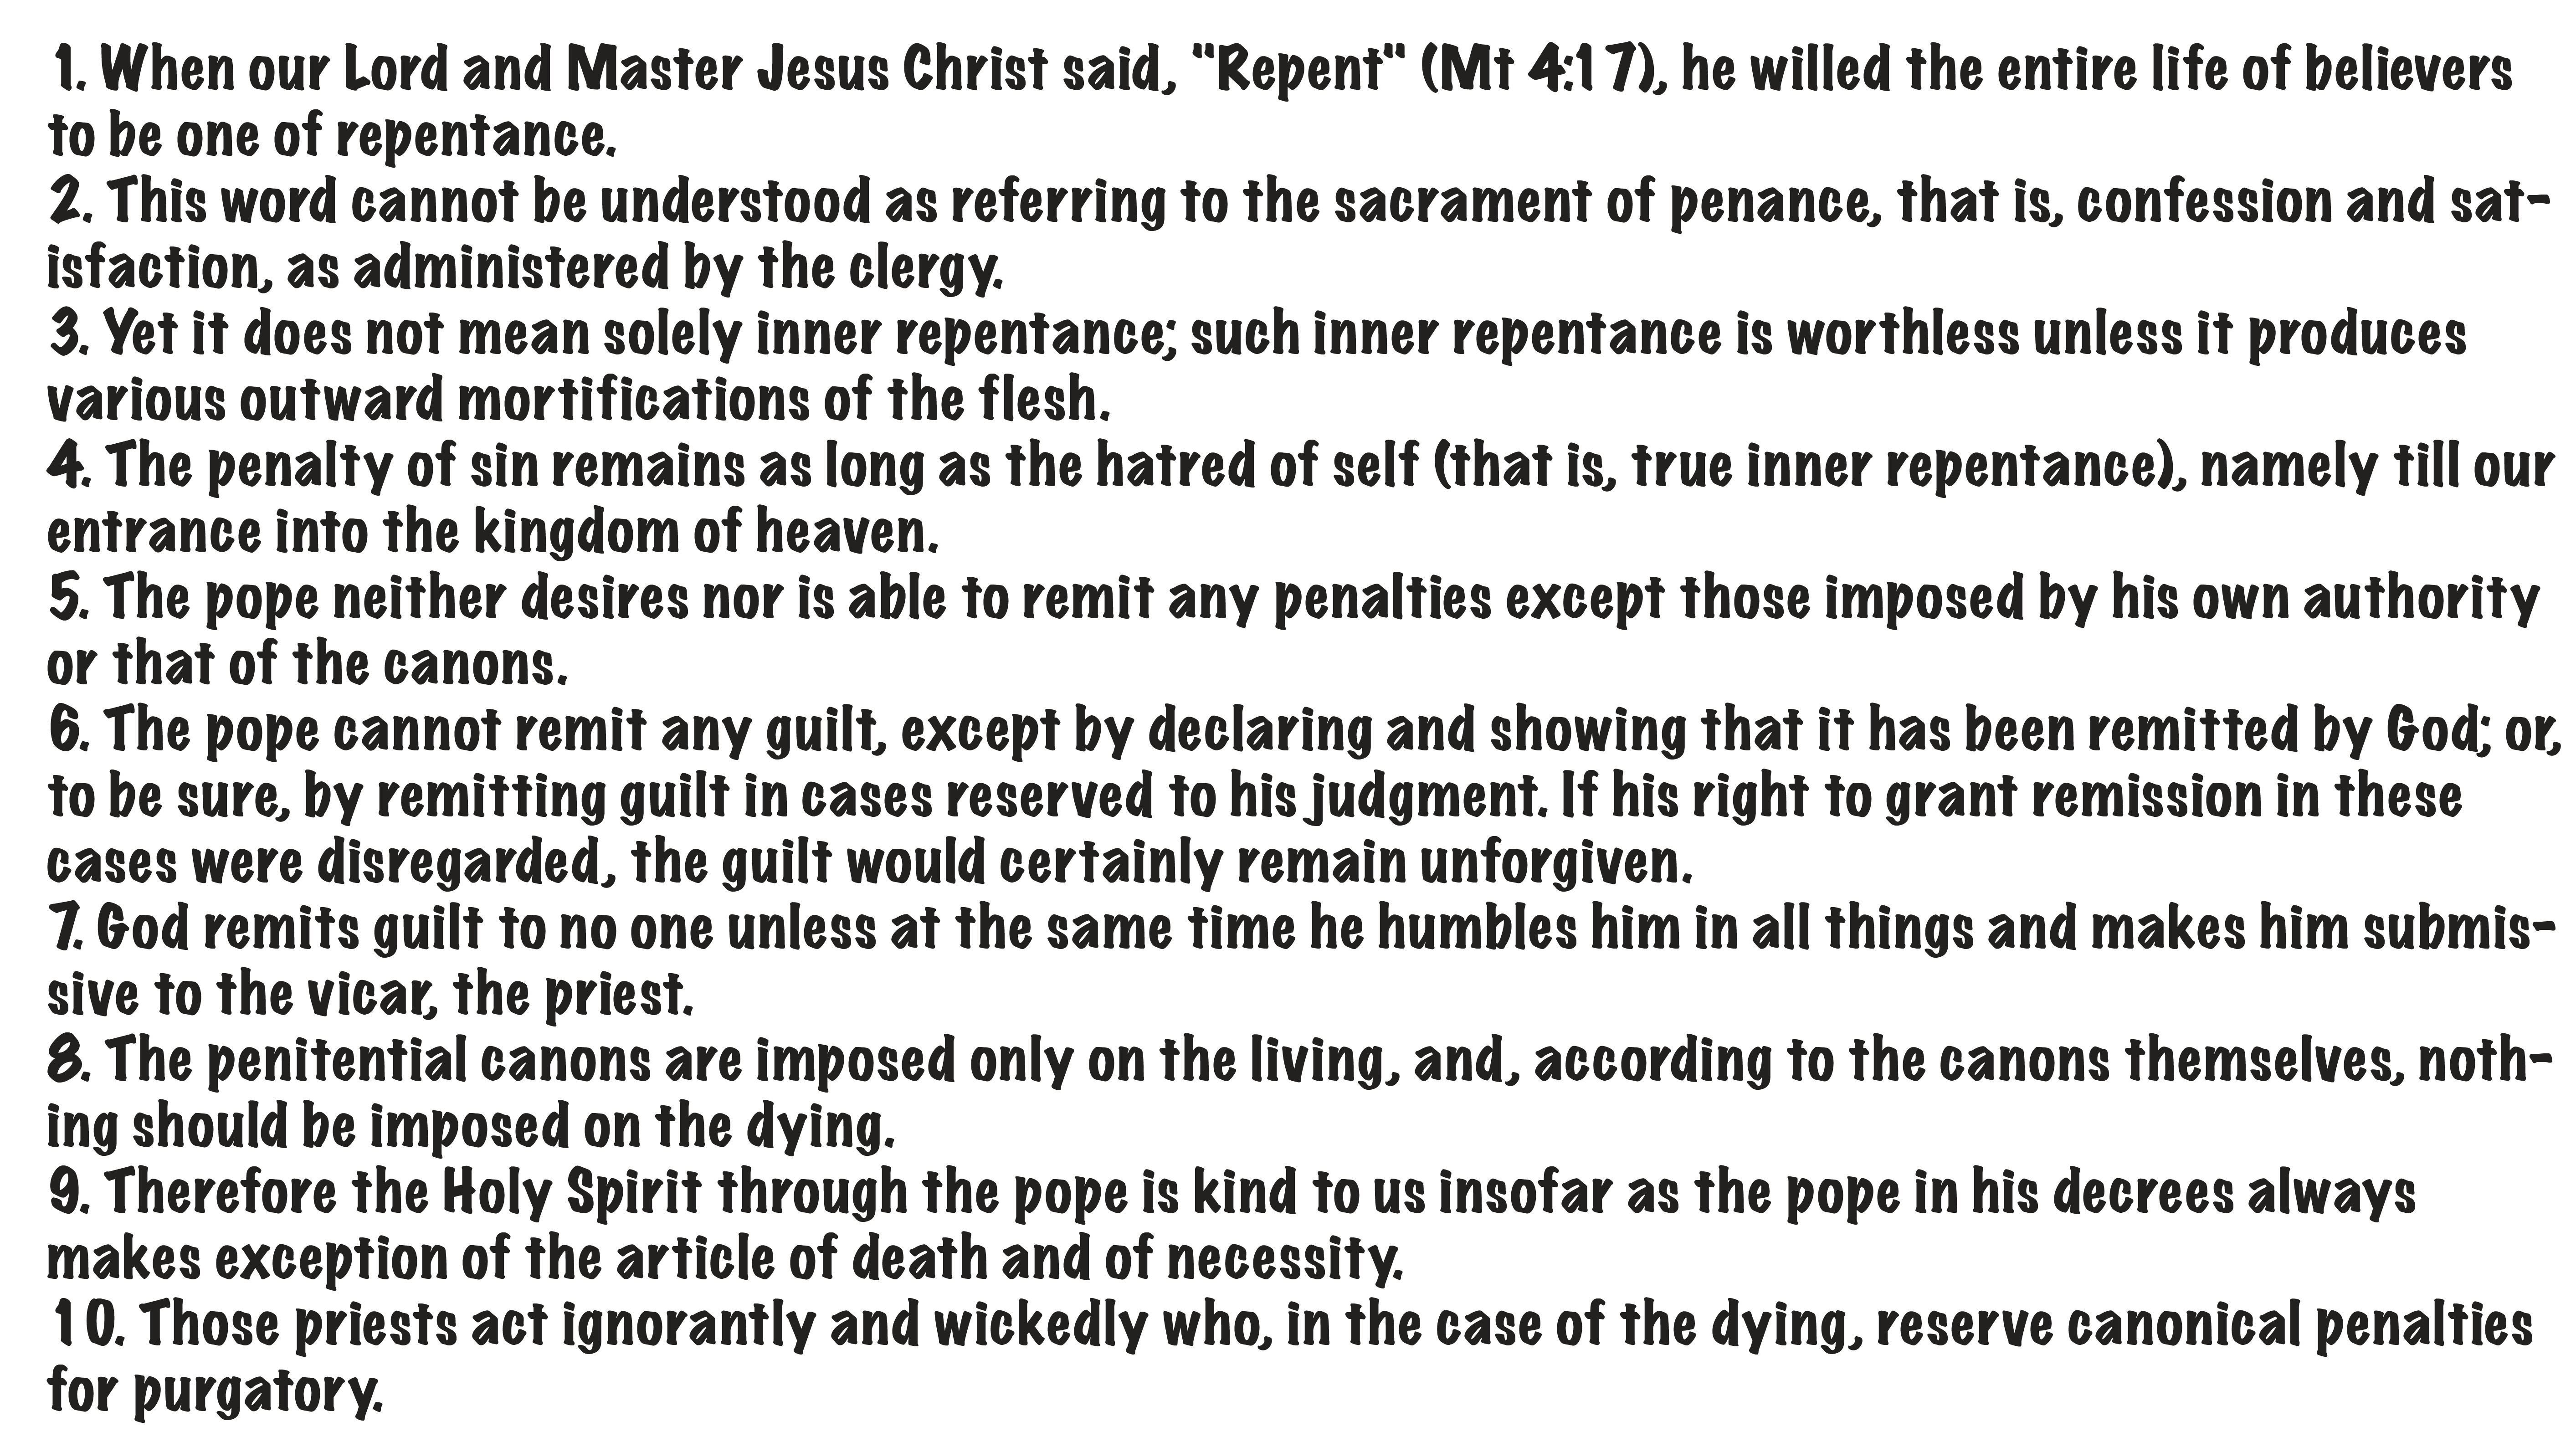 1. When our Lord and Master Jesus Christ said, "Repent" (Mt 4:17), he willed the entire life of believers
to be one of repentance.
2. This word cannot be understood as referring to the sacrament of penance, that is, confession and sat-
isfaction, as administered by the clergy.
3. Yet it does not mean solely inner repentance; such inner repentance is worthless unless it produces
various outward mortifications of the flesh.
4. The penalty of sin remains as long as the hatred of self (that is, true inner repentance), namely till our
entrance into the kingdom of heaven.
5. The pope neither desires nor is able to remit any penalties except those imposed by his own authority
or that of the canons.
6. The pope cannot remit any guilt, except by declaring and showing that it has been remitted by God; or,
to be sure, by remitting guilt in cases reserved to his judgment. If his right to grant remission in these
cases were disregarded, the guilt would certainly remain unforgiven.
7. God remits guilt to no one unless at the same time he humbles him in all things and makes him submis-
sive to the vicar, the priest.
8. The penitential canons are imposed only on the living, and, according to the canons themselves, noth-
ing should be imposed on the dying.
9. Therefore the Holy Spirit through the pope is kind to us insofar as the pope in his decrees always
makes exception of the article of death and of necessity.
10. Those priests act ignorantly and wickedly who, in the case of the dying, reserve canonical penalties
for purgatory.